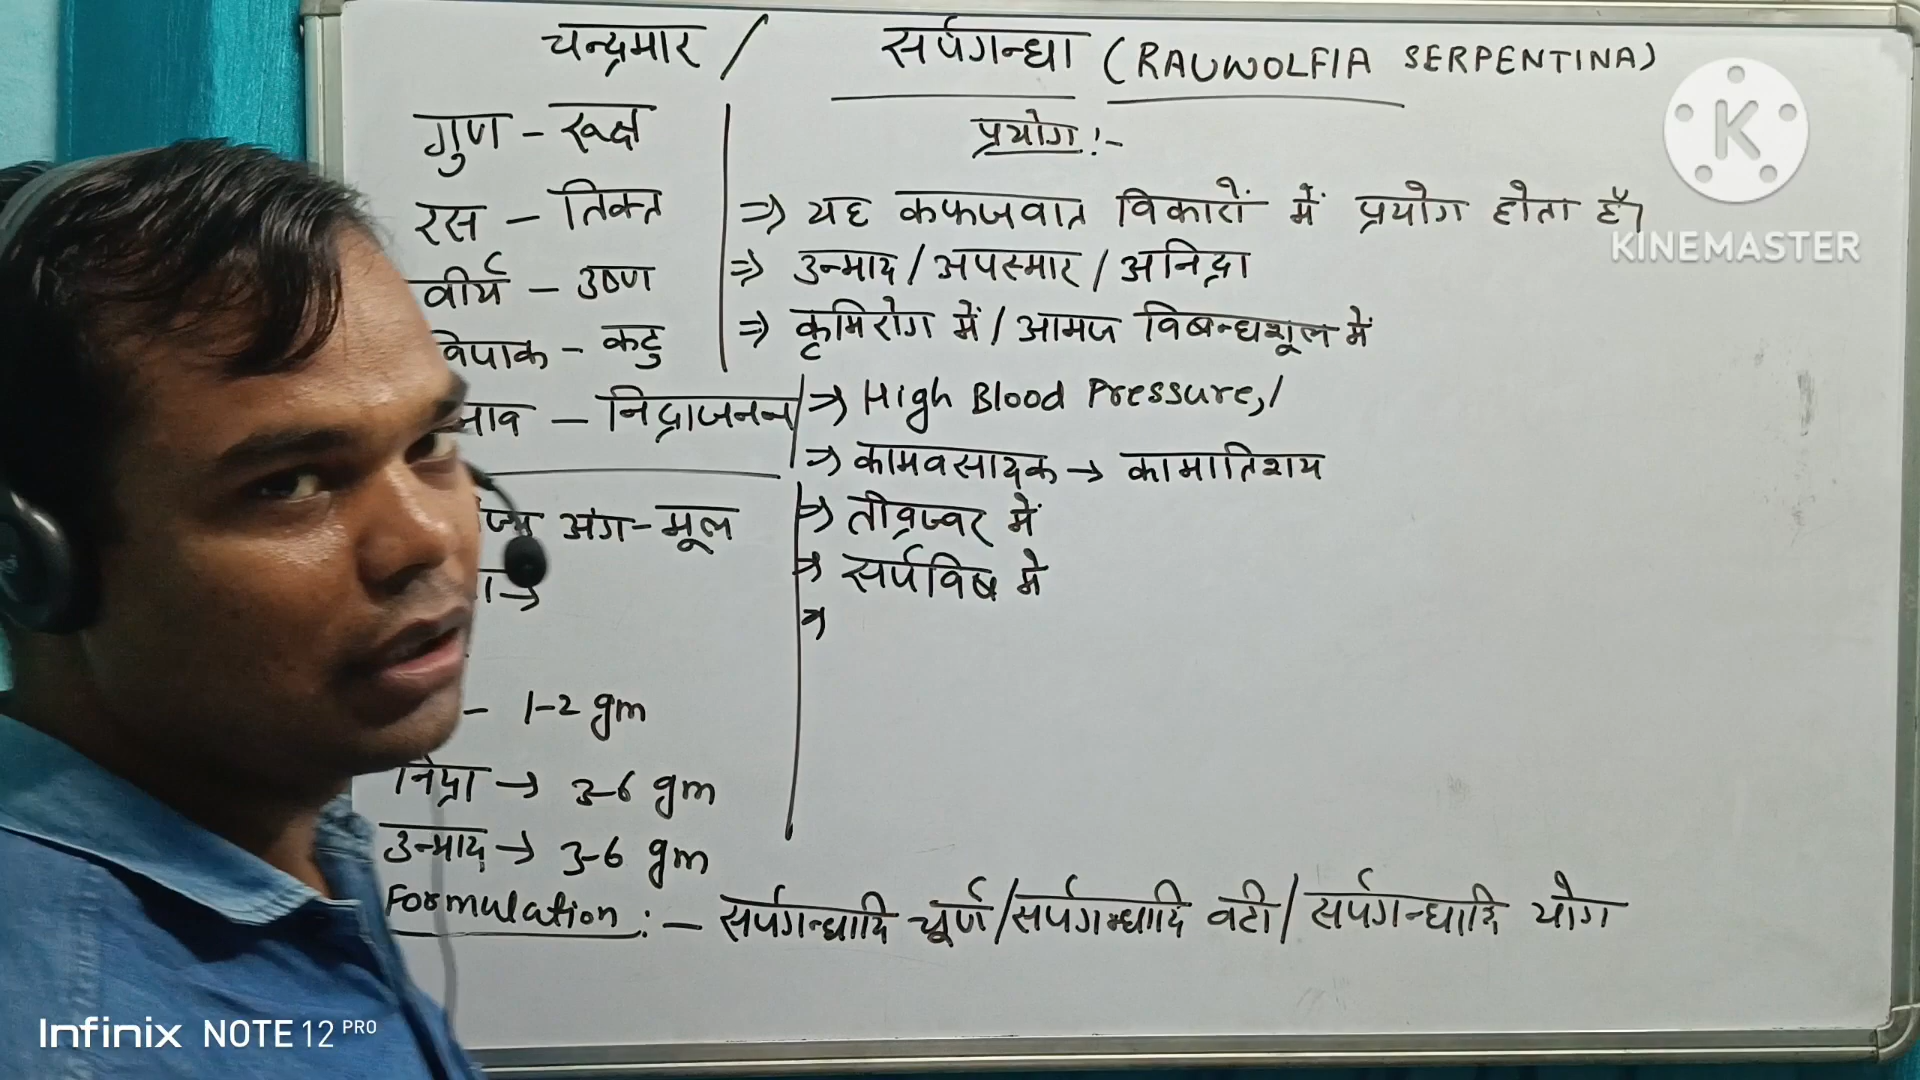 चन्द्रमार / सर्पगन्धा (RAUWOLFIA SERPENTINA)
गुण - रूक्ष
रस - तिक्त
वीर्य - उष्ण
विपाक - कटु
निद्राजनन
अंग - मूल
- 1-2 gm
निद्रा → 3-6 gm
उन्माद → 3-6 gm
प्रयोग :-
⇒ यह कफजवात विकारों में प्रयोग होता है।
⇒ उन्माद / अपस्मार / अनिद्रा
⇒ कृमिरोग में / आमज विबन्धशूल में
⇒ High Blood Pressure, /
⇒ कामवसादक → कामातिशय
⇒ तीव्रज्वर में
⇒ सर्पविष में
Formulation :- सर्पगन्धादि चूर्ण / सर्पगन्धादि वटी / सर्पगन्धादि योग
K
KINEMASTER
Infinix NOTE 12 PRO